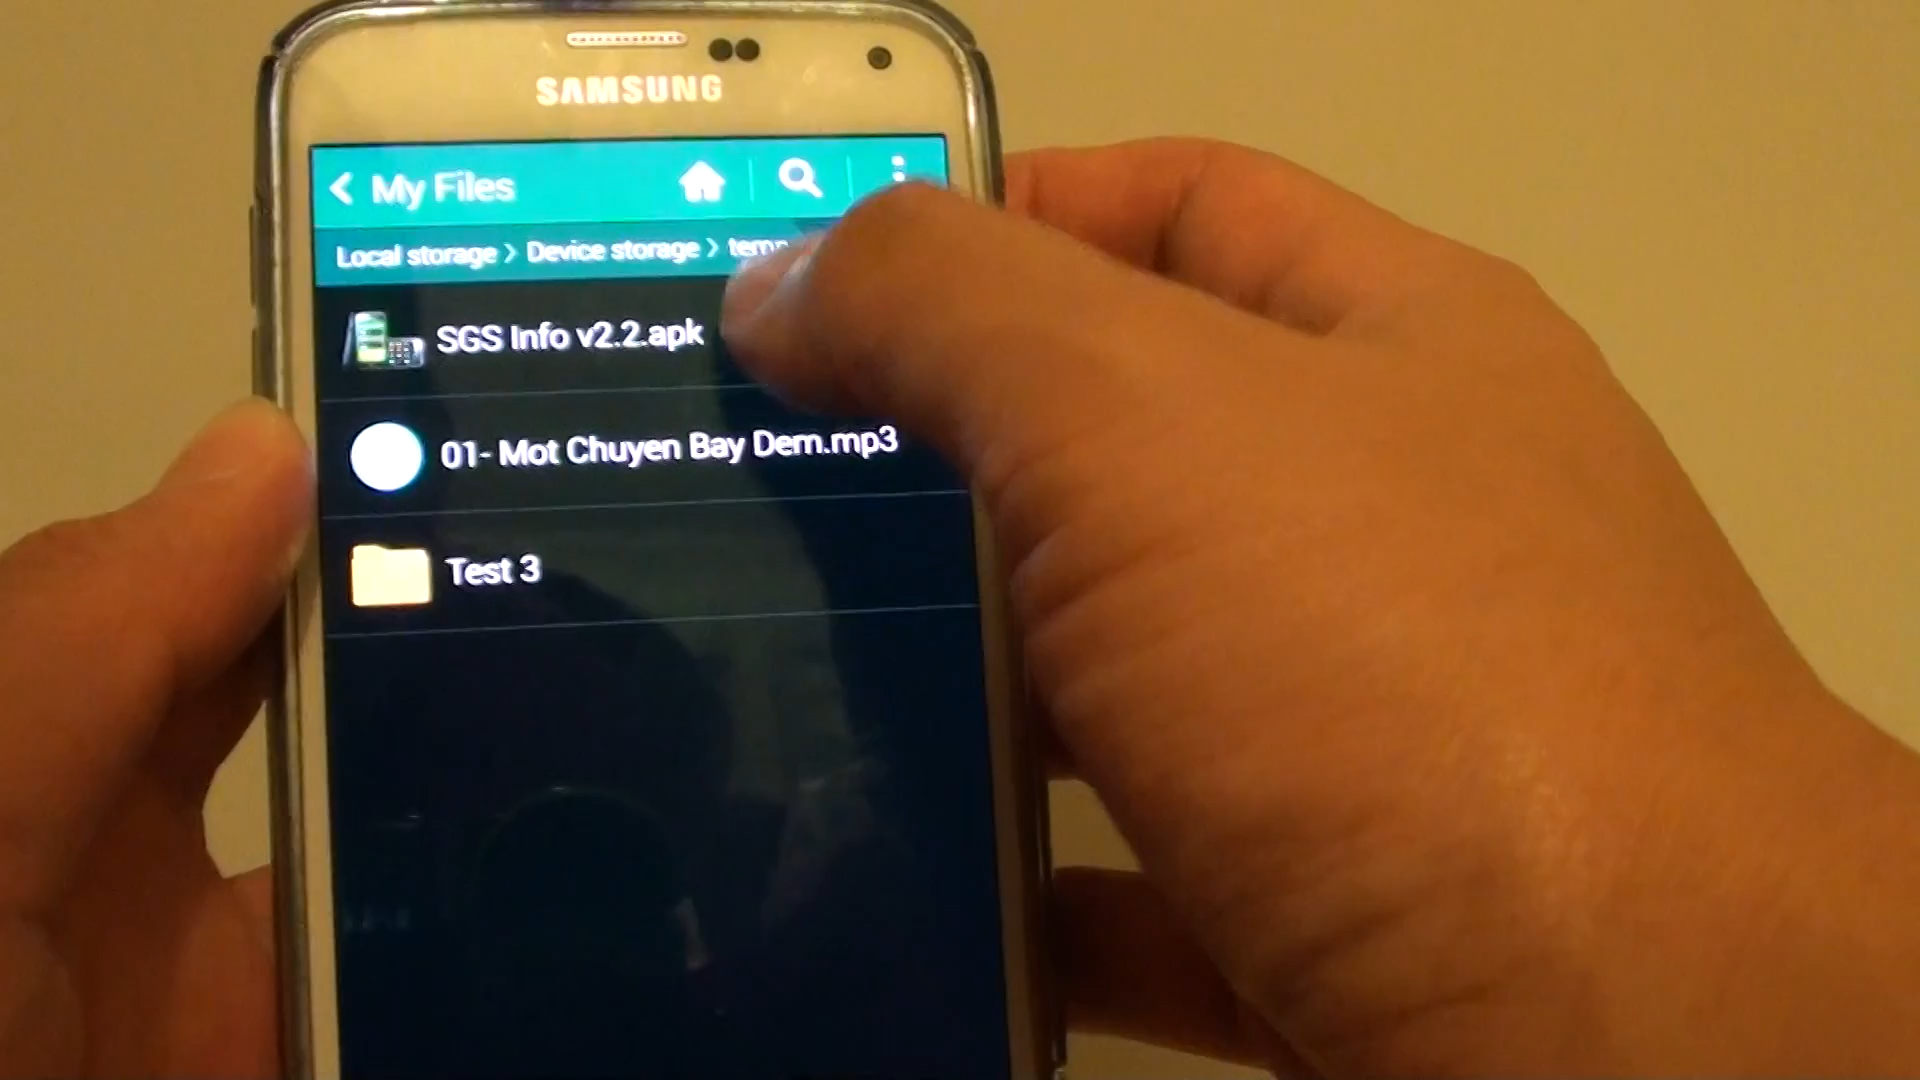 SAMSUNG
My Files
Local storage > Device storage > temp
SGS Info v2.2.apk
01- Mot Chuyen Bay Dem.mp3
Test 3